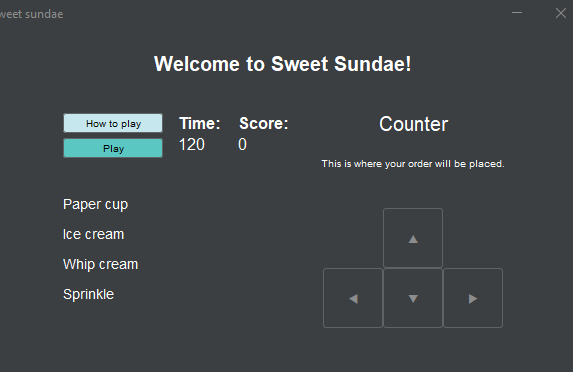 weet sundae
Welcome to Sweet Sundae!
How to play
Play
Time: Score:
120 0
Counter
This is where your order will be placed.
Paper cup
Ice cream
Whip cream
Sprinkle